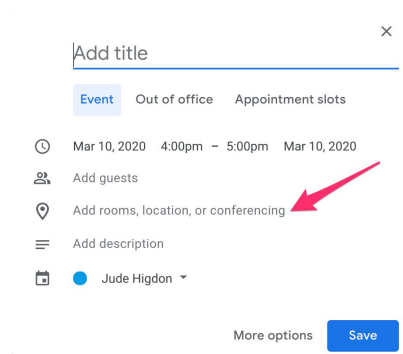 Add title
Event Out of office Appointment slots
Mar 10, 2020 4:00pm – 5:00pm Mar 10, 2020
Add guests
Add rooms, location, or conferencing
Add description
Jude Higdon
More options Save